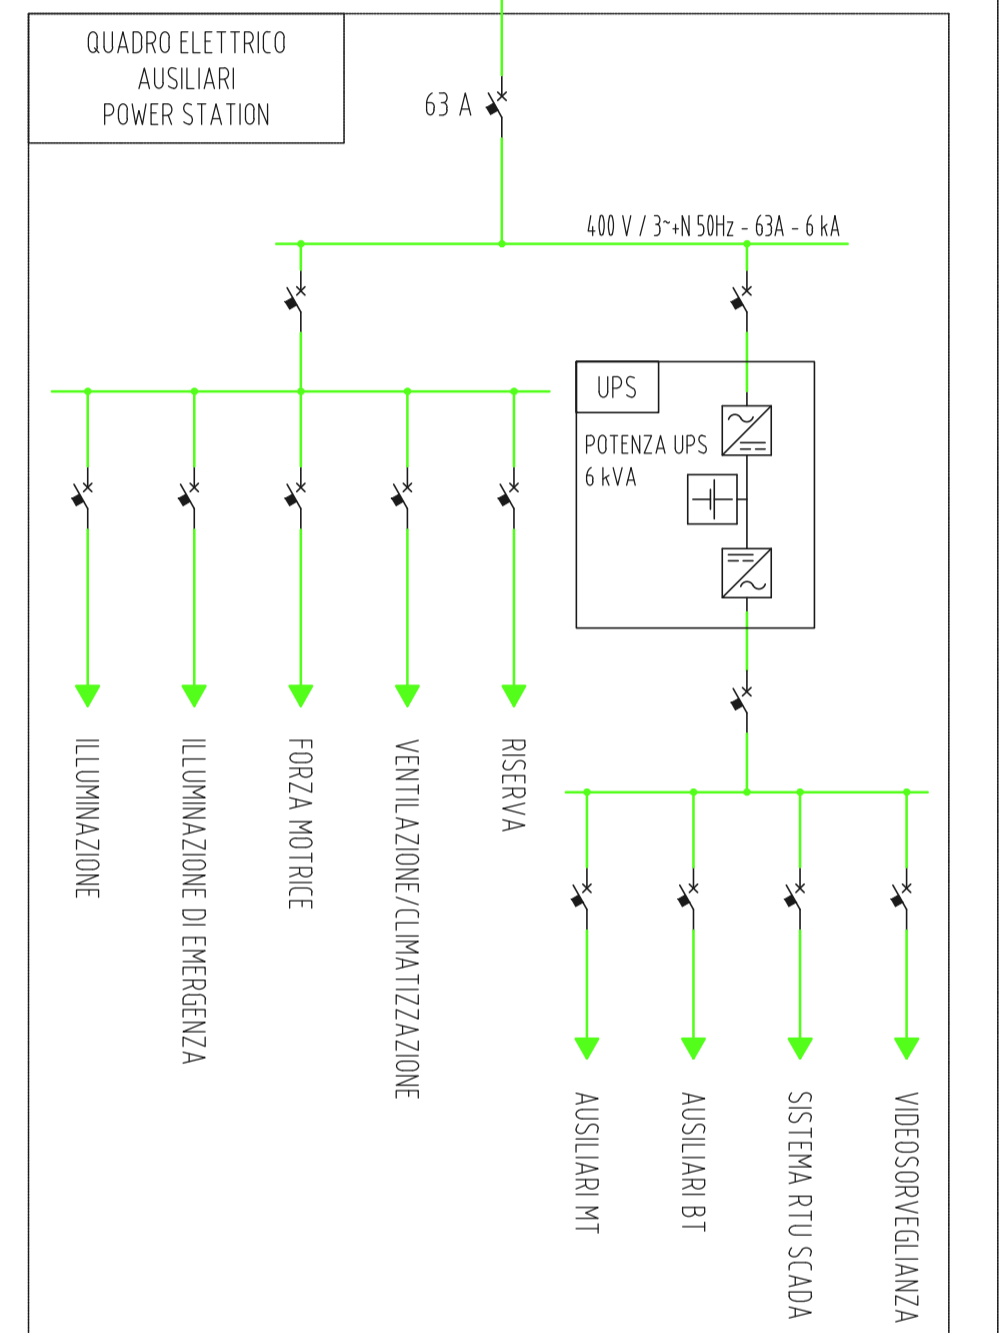 QUADRO ELETTRICO
AUSILIARI
POWER STATION
63 A
400 V / 3~+N 50Hz - 63A - 6 kA
UPS
POTENZA UPS
6 kVA
ILLUMINAZIONE
ILLUMINAZIONE DI EMERGENZA
FORZA MOTRICE
VENTILAZIONE/CLIMATIZZAZIONE
RISERVA
AUSILIARI MT
AUSILIARI BT
SISTEMA RTU SCADA
VIDEOSORVEGLIANZA